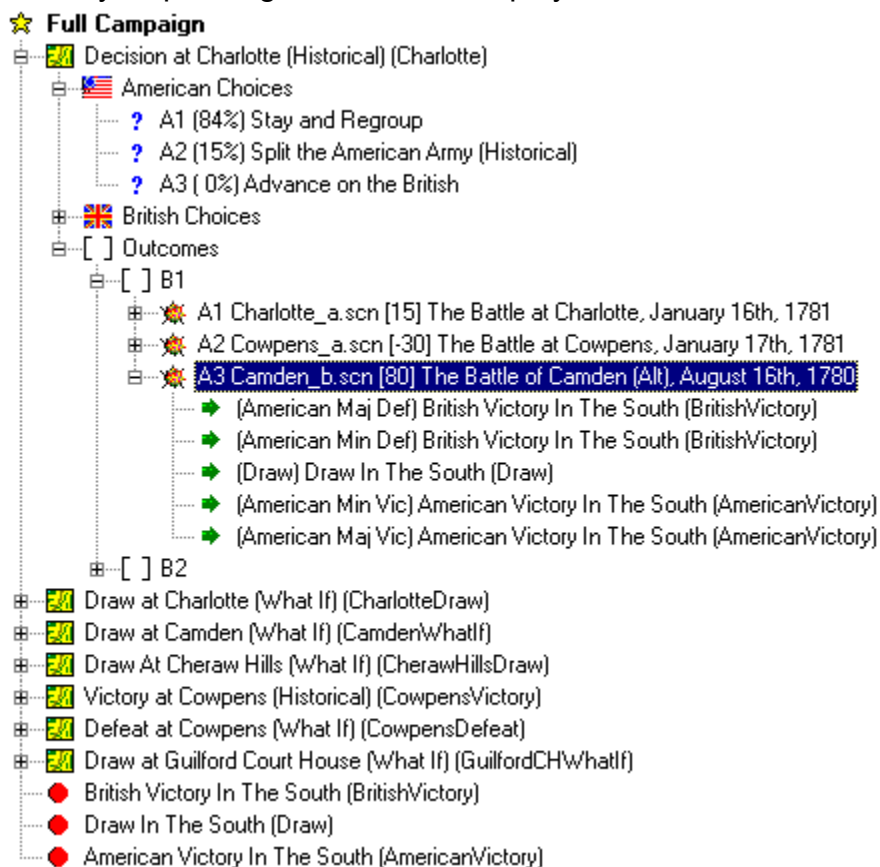 Full Campaign
Decision at Charlotte (Historical) (Charlotte)
American Choices
? A1 (84%) Stay and Regroup
? A2 (15%) Split the American Army (Historical)
? A3 ( 0%) Advance on the British
British Choices
[ ] Outcomes
[ ] B1
A1 Charlotte_a.scn [15] The Battle at Charlotte, January 16th, 1781
A2 Cowpens_a.scn [-30] The Battle at Cowpens, January 17th, 1781
A3 Camden_b.scn [80] The Battle of Camden (Alt), August 16th, 1780
(American Maj Def) British Victory In The South (BritishVictory)
(American Min Def) British Victory In The South (BritishVictory)
(Draw) Draw In The South (Draw)
(American Min Vic) American Victory In The South (AmericanVictory)
(American Maj Vic) American Victory In The South (AmericanVictory)
[ ] B2
Draw at Charlotte (What If) (CharlotteDraw)
Draw at Camden (What If) (CamdenWhatIf)
Draw At Cheraw Hills (What If) (CherawHillsDraw)
Victory at Cowpens (Historical) (CowpensVictory)
Defeat at Cowpens (What If) (CowpensDefeat)
Draw at Guilford Court House (What If) (GuilfordCHWhatIf)
British Victory In The South (BritishVictory)
Draw In The South (Draw)
American Victory In The South (AmericanVictory)